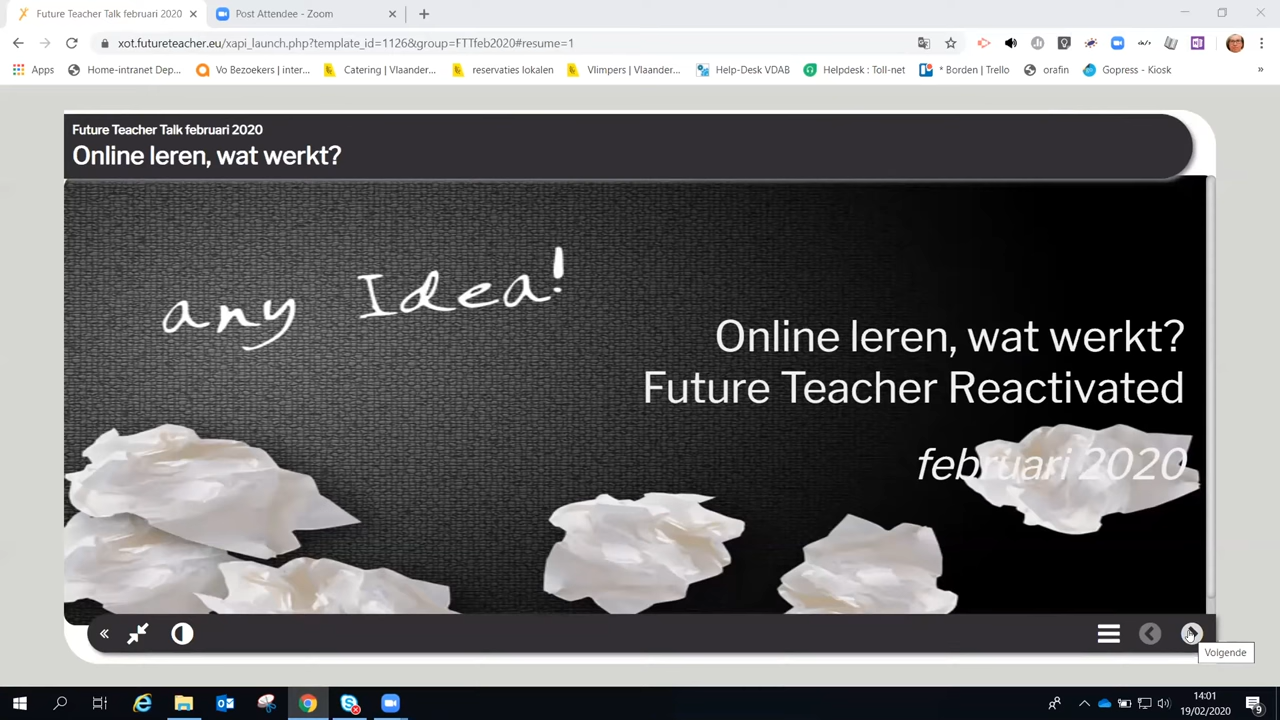 Future Teacher Talk februari 2020
Post Attendee - Zoom
xot.futureteacher.eu/xapi_launch.php?template_id=1126&group=FTTfeb2020#resume=1
Apps
Home-intranet Dep...
Vo Bezoekers | inter...
Catering | Vlaander...
reservaties lokalen
Vlimpers | Vlaander...
Help-Desk VDAB
Helpdesk : Toll-net
* Borden | Trello
orafin
Gopress - Kiosk
»
Future Teacher Talk februari 2020
Online leren, wat werkt?
any Idea!
Online leren, wat werkt?
Future Teacher Reactivated
februari 2020
Volgende
14:01
19/02/2020
9